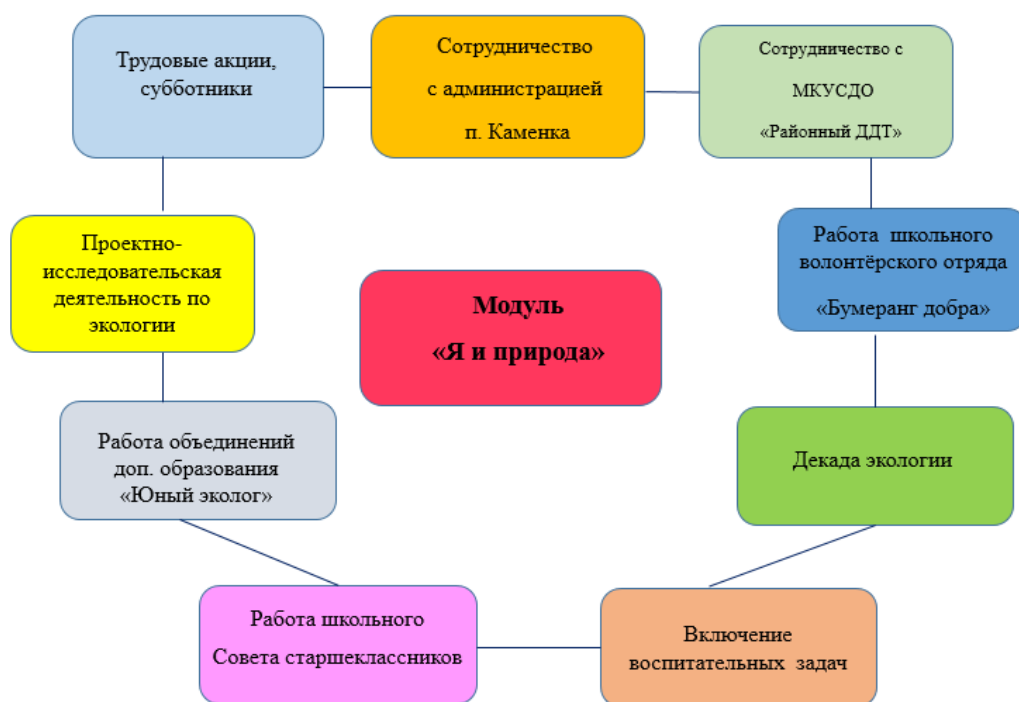 Трудовые акции,
субботники
Сотрудничество
с администрацией
п. Каменка
Сотрудничество с
МКУСДО
«Районный ДДТ»
Проектно-
исследовательская
деятельность по
экологии
Модуль
«Я и природа»
Работа школьного
волонтёрского отряда
«Бумеранг добра»
Работа объединений
доп. образования
«Юный эколог»
Декада экологии
Работа школьного
Совета старшеклассников
Включение
воспитательных задач